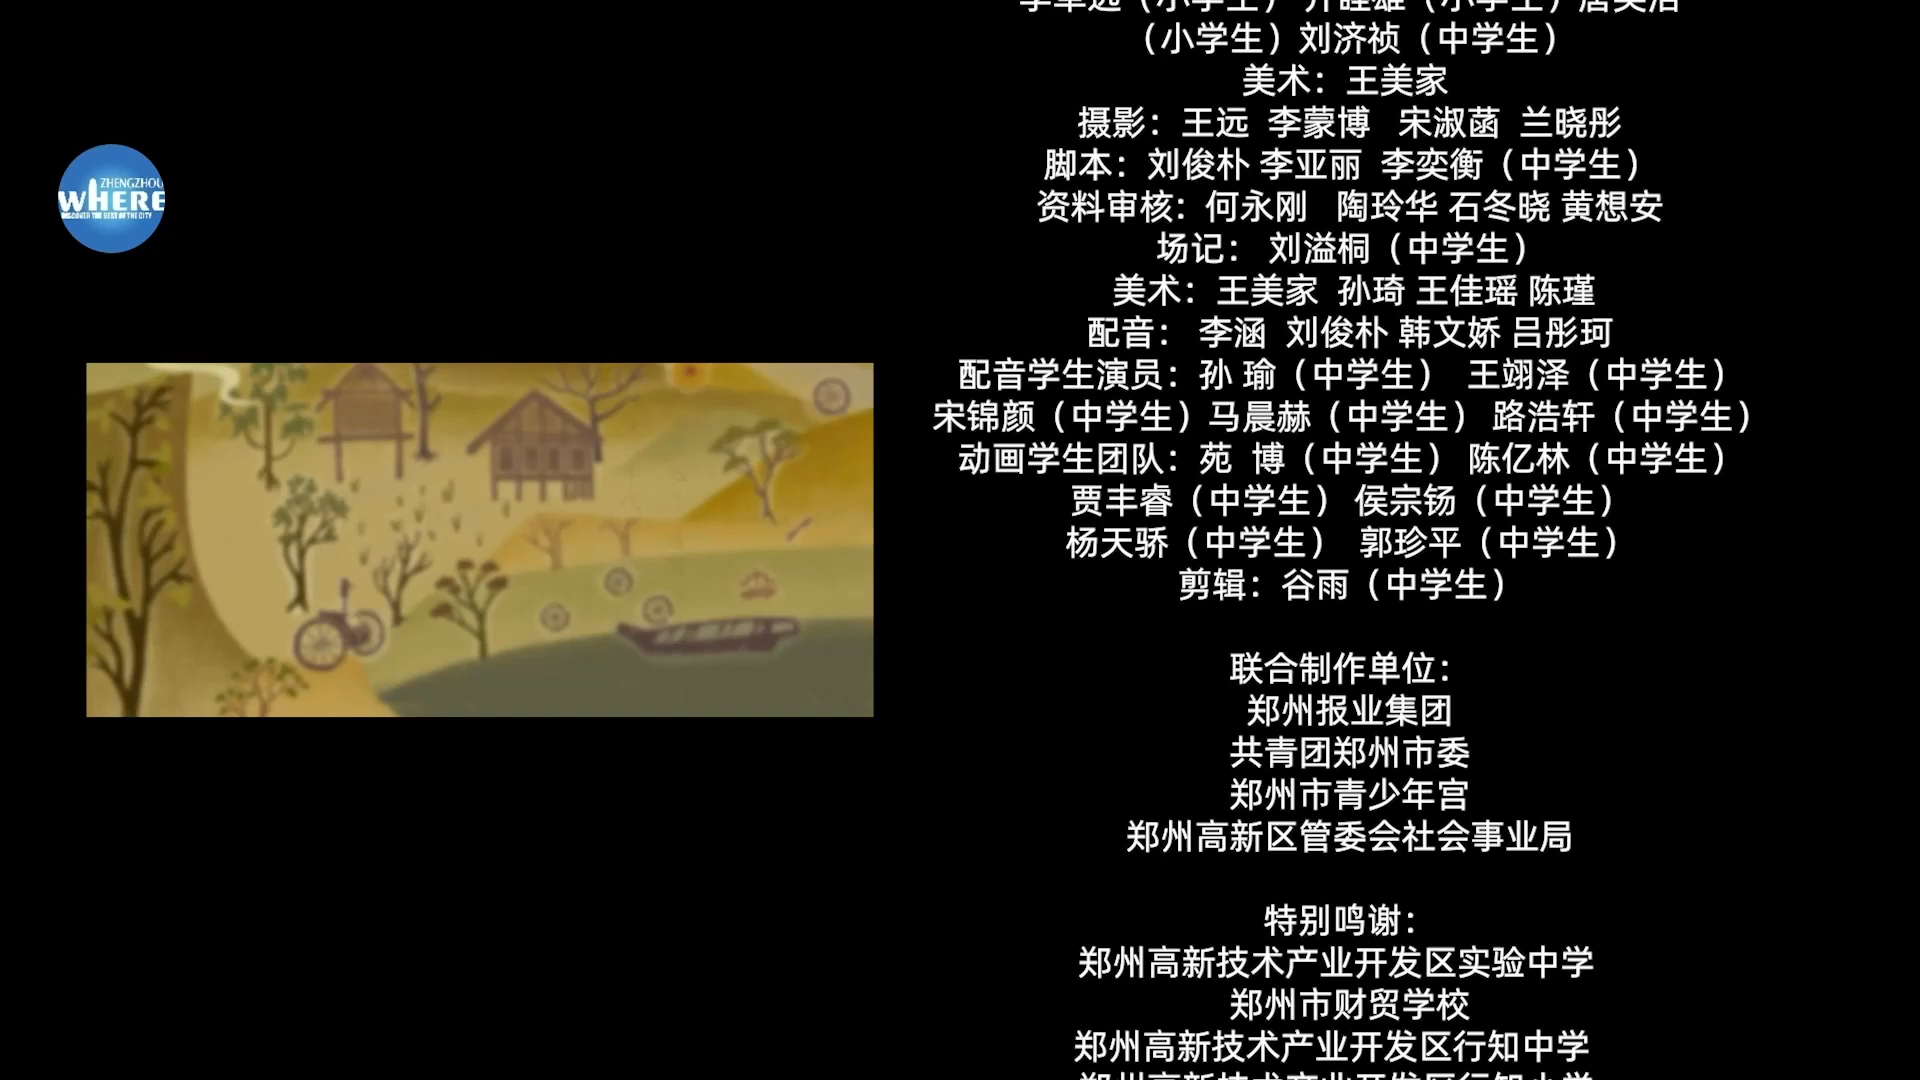 （小学生）刘济祯（中学生）
美术：王美家
摄影：王远 李蒙博 宋淑菡 兰晓彤
脚本：刘俊朴 李亚丽 李奕衡（中学生）
资料审核：何永刚 陶玲华 石冬晓 黄想安
场记： 刘溢桐（中学生）
美术：王美家 孙琦 王佳瑶 陈瑾
配音： 李涵 刘俊朴 韩文娇 吕彤珂
配音学生演员：孙 瑜（中学生） 王翊泽（中学生）
宋锦颜（中学生）马晨赫（中学生） 路浩轩（中学生）
动画学生团队：苑 博（中学生） 陈亿林（中学生）
贾丰睿（中学生） 侯宗钖（中学生）
杨天骄（中学生） 郭珍平（中学生）
剪辑：谷雨（中学生）
联合制作单位：
郑州报业集团
共青团郑州市委
郑州市青少年宫
郑州高新区管委会社会事业局
特别鸣谢：
郑州高新技术产业开发区实验中学
郑州市财贸学校
郑州高新技术产业开发区行知中学
ZHENGZHOU
WHERE
DISCOVER THE BEST OF THE CITY